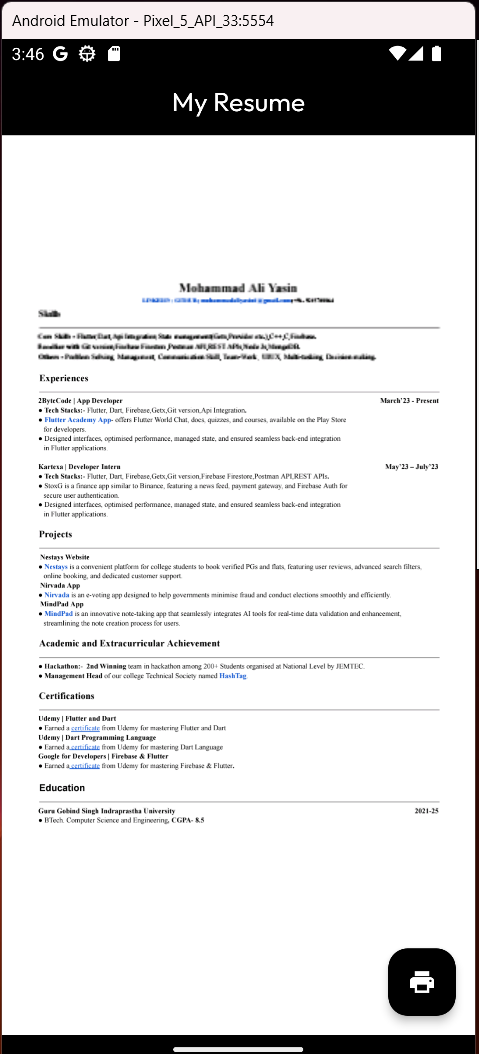 Android Emulator - Pixel_5_API_33:5554
3:46
My Resume
Mohammad Ali Yasin
Skills
Core Skills - Flutter,Dart,Api Integration,State management(Getx,Provider etc.),C++,C,Firebase.
Familiar with Git version,Firebase Firestore,Postman API,REST APIs,Node Js,MongoDB.
Others - Problem Solving, Management, Communication Skill, Team-Work, UI/UX, Multi-tasking, Decision making.
Experiences
2ByteCode | App Developer March'23 - Present
● Tech Stacks:- Flutter, Dart, Firebase,Getx,Git version,Api Integration.
● Flutter Academy App- offers Flutter World Chat, docs, quizzes, and courses, available on the Play Store
for developers.
● Designed interfaces, optimised performance, managed state, and ensured seamless back-end integration
in Flutter applications.
Kartexa | Developer Intern May'23 – July'23
● Tech Stacks:- Flutter, Dart, Firebase,Getx,Git version,Firebase Firestore,Postman API,REST APIs.
● StoxG is a finance app similar to Binance, featuring a news feed, payment gateway, and Firebase Auth for
secure user authentication.
● Designed interfaces, optimised performance, managed state, and ensured seamless back-end integration
in Flutter applications.
Projects
Nestays Website
● Nestays is a convenient platform for college students to book verified PGs and flats, featuring user reviews, advanced search filters,
online booking, and dedicated customer support
Nirvada App
● Nirvada is an e-voting app designed to help governments minimise fraud and conduct elections smoothly and efficiently.
MindPad App
● MindPad is an innovative note-taking app that seamlessly integrates AI tools for real-time data validation and enhancement,
streamlining the note creation process for users.
Academic and Extracurricular Achievement
● Hackathon:- 2nd Winning team in hackathon among 200+ Students organised at National Level by JEMTEC.
● Management Head of our college Technical Society named HashTag.
Certifications
Udemy | Flutter and Dart
● Earned a certificate from Udemy for mastering Flutter and Dart
Udemy | Dart Programming Language
● Earned a certificate from Udemy for mastering Dart Language
Google for Developers | Firebase & Flutter
● Earned a certificate from Udemy for mastering Firebase & Flutter.
Education
Guru Gobind Singh Indraprastha University 2021-25
● BTech. Computer Science and Engineering, CGPA- 8.5